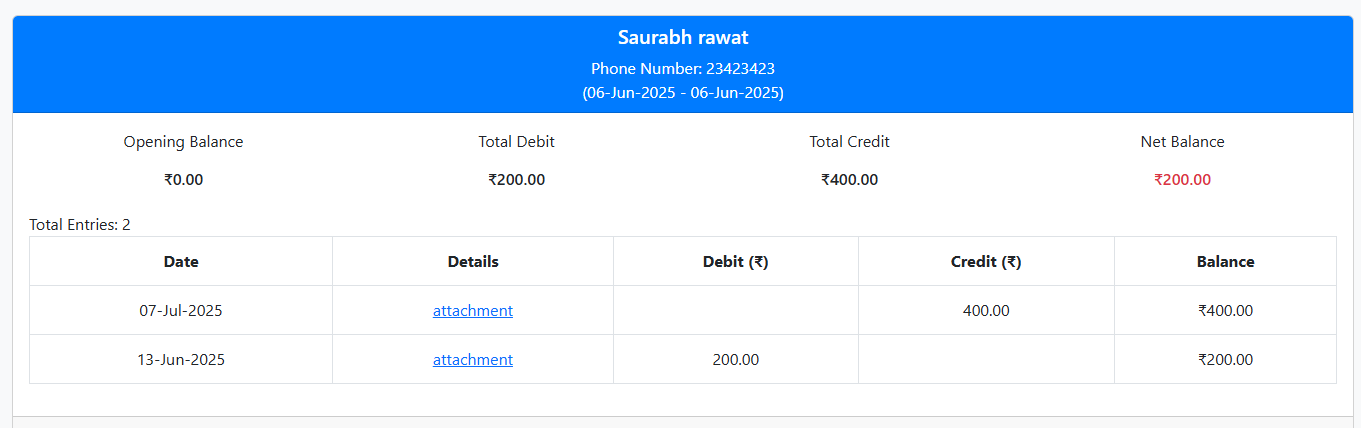 Saurabh rawat
Phone Number: 23423423
(06-Jun-2025 - 06-Jun-2025)
Opening Balance Total Debit Total Credit Net Balance
₹0.00 ₹200.00 ₹400.00 ₹200.00
Total Entries: 2
Date Details Debit (₹) Credit (₹) Balance
07-Jul-2025 attachment 400.00 ₹400.00
13-Jun-2025 attachment 200.00 ₹200.00